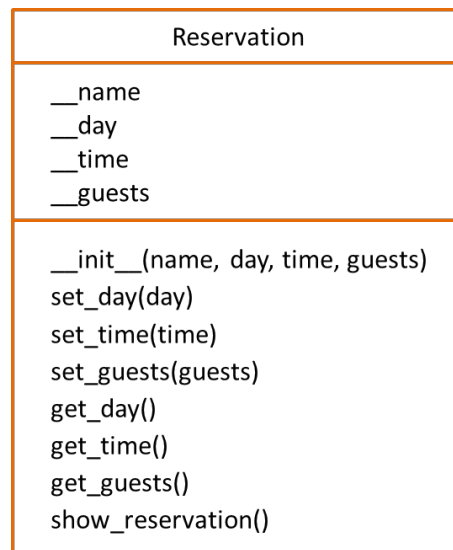 Reservation
__name
__day
__time
__guests
__init__(name, day, time, guests)
set_day(day)
set_time(time)
set_guests(guests)
get_day()
get_time()
get_guests()
show_reservation()